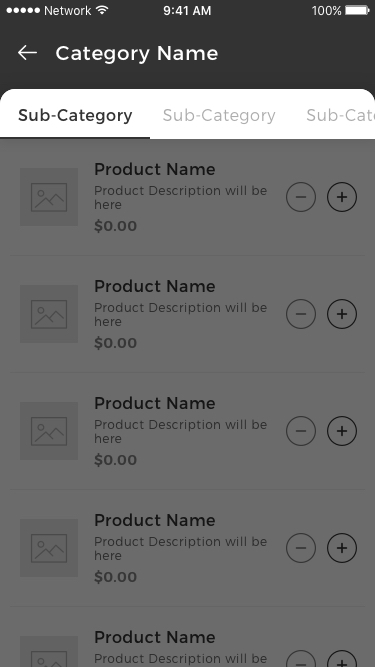 Network 9:41 AM 100%
Category Name
Sub-Category Sub-Category Sub-Cat
Product Name
Product Description will be
here
$0.00
Product Name
Product Description will be
here
$0.00
Product Name
Product Description will be
here
$0.00
Product Name
Product Description will be
here
$0.00
Product Name
Product Description will be